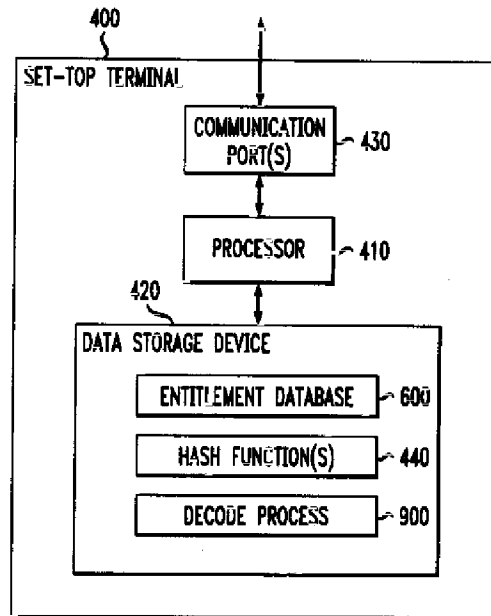 400
SET-TOP TERMINAL
COMMUNICATION
PORT(S)
430
PROCESSOR
410
420
DATA STORAGE DEVICE
ENTITLEMENT DATABASE
600
HASH FUNCTION(S)
440
DECODE PROCESS
900